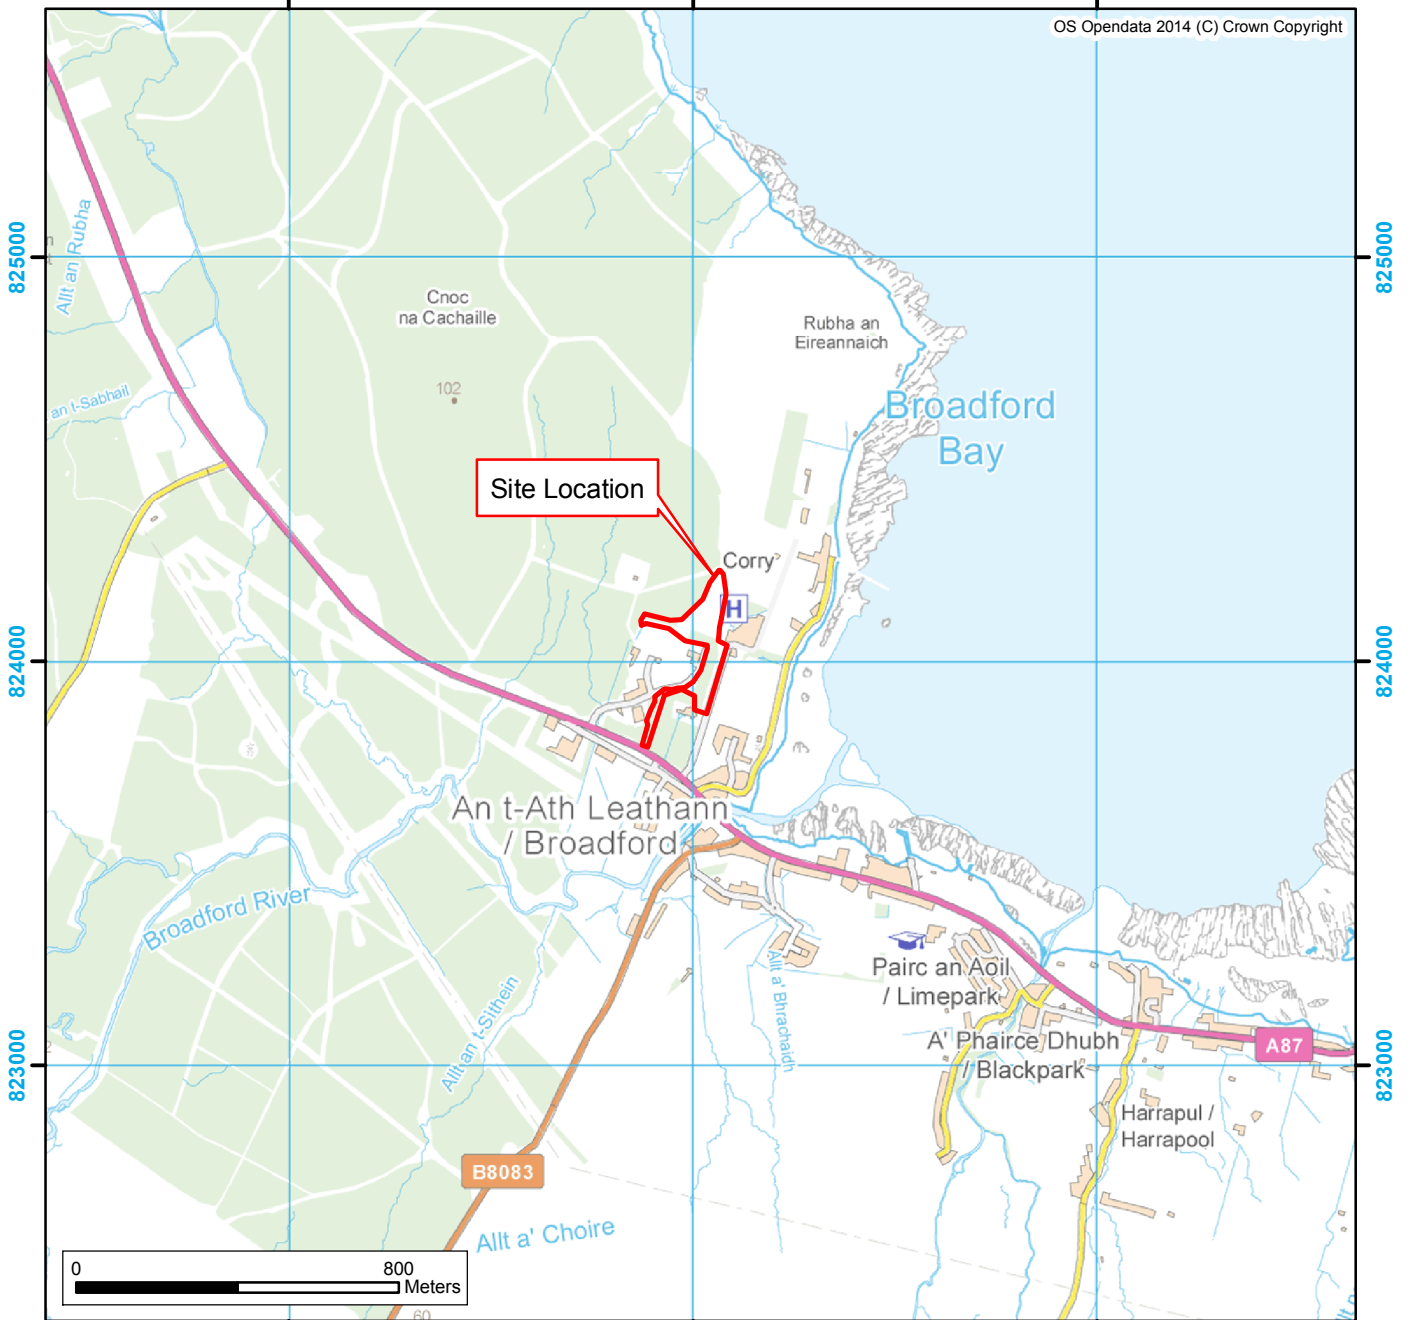 OS Opendata 2014 (C) Crown Copyright
825000
825000
Allt an Rubha
Cnoc
na Cachaille
Rubha an
Eireannaich
102
an t-Sabhail
Broadford
Bay
Site Location
Corry
H
824000
824000
An t-Ath Leathann
/ Broadford
Broadford River
Allt an t-Sithein
Allt a' Bhrachaidh
Pairc an Aoil
/ Limepark
A' Phairce Dhubh
/ Blackpark
A87
823000
823000
Harrapul /
Harrapool
B8083
Allt a' Choire
0
800
Meters
60